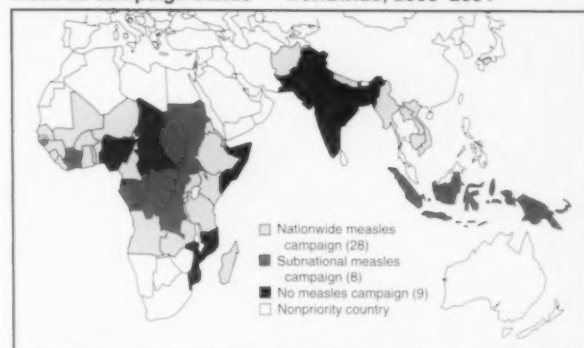 Nationwide measles
campaign (28)
Subnational measles
campaign (8)
No measles campaign (9)
Nonpriority country